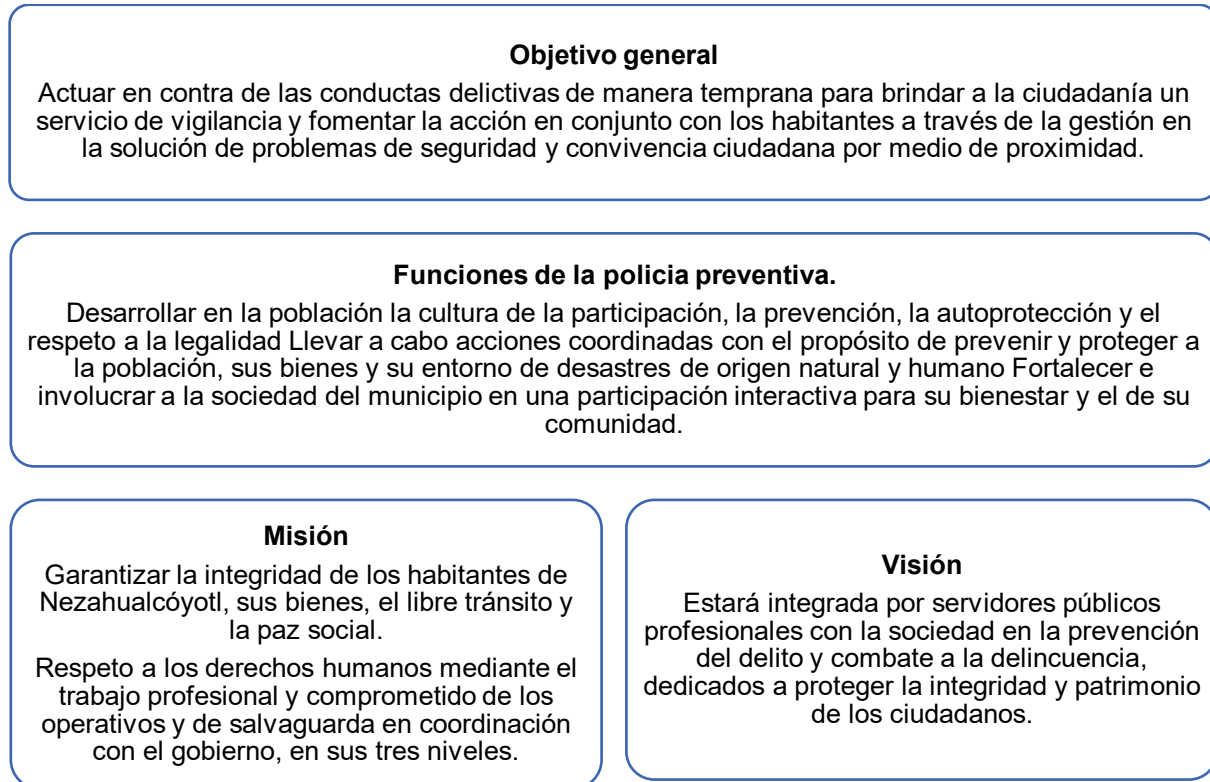 Objetivo general
Actuar en contra de las conductas delictivas de manera temprana para brindar a la ciudadanía un
servicio de vigilancia y fomentar la acción en conjunto con los habitantes a través de la gestión en
la solución de problemas de seguridad y convivencia ciudadana por medio de proximidad.
Funciones de la policia preventiva.
Desarrollar en la población la cultura de la participación, la prevención, la autoprotección y el
respeto a la legalidad Llevar a cabo acciones coordinadas con el propósito de prevenir y proteger a
la población, sus bienes y su entorno de desastres de origen natural y humano Fortalecer e
involucrar a la sociedad del municipio en una participación interactiva para su bienestar y el de su
comunidad.
Misión
Garantizar la integridad de los habitantes de
Nezahualcóyotl, sus bienes, el libre tránsito y
la paz social.
Respeto a los derechos humanos mediante el
trabajo profesional y comprometido de los
operativos y de salvaguarda en coordinación
con el gobierno, en sus tres niveles.
Visión
Estará integrada por servidores públicos
profesionales con la sociedad en la prevención
del delito y combate a la delincuencia,
dedicados a proteger la integridad y patrimonio
de los ciudadanos.